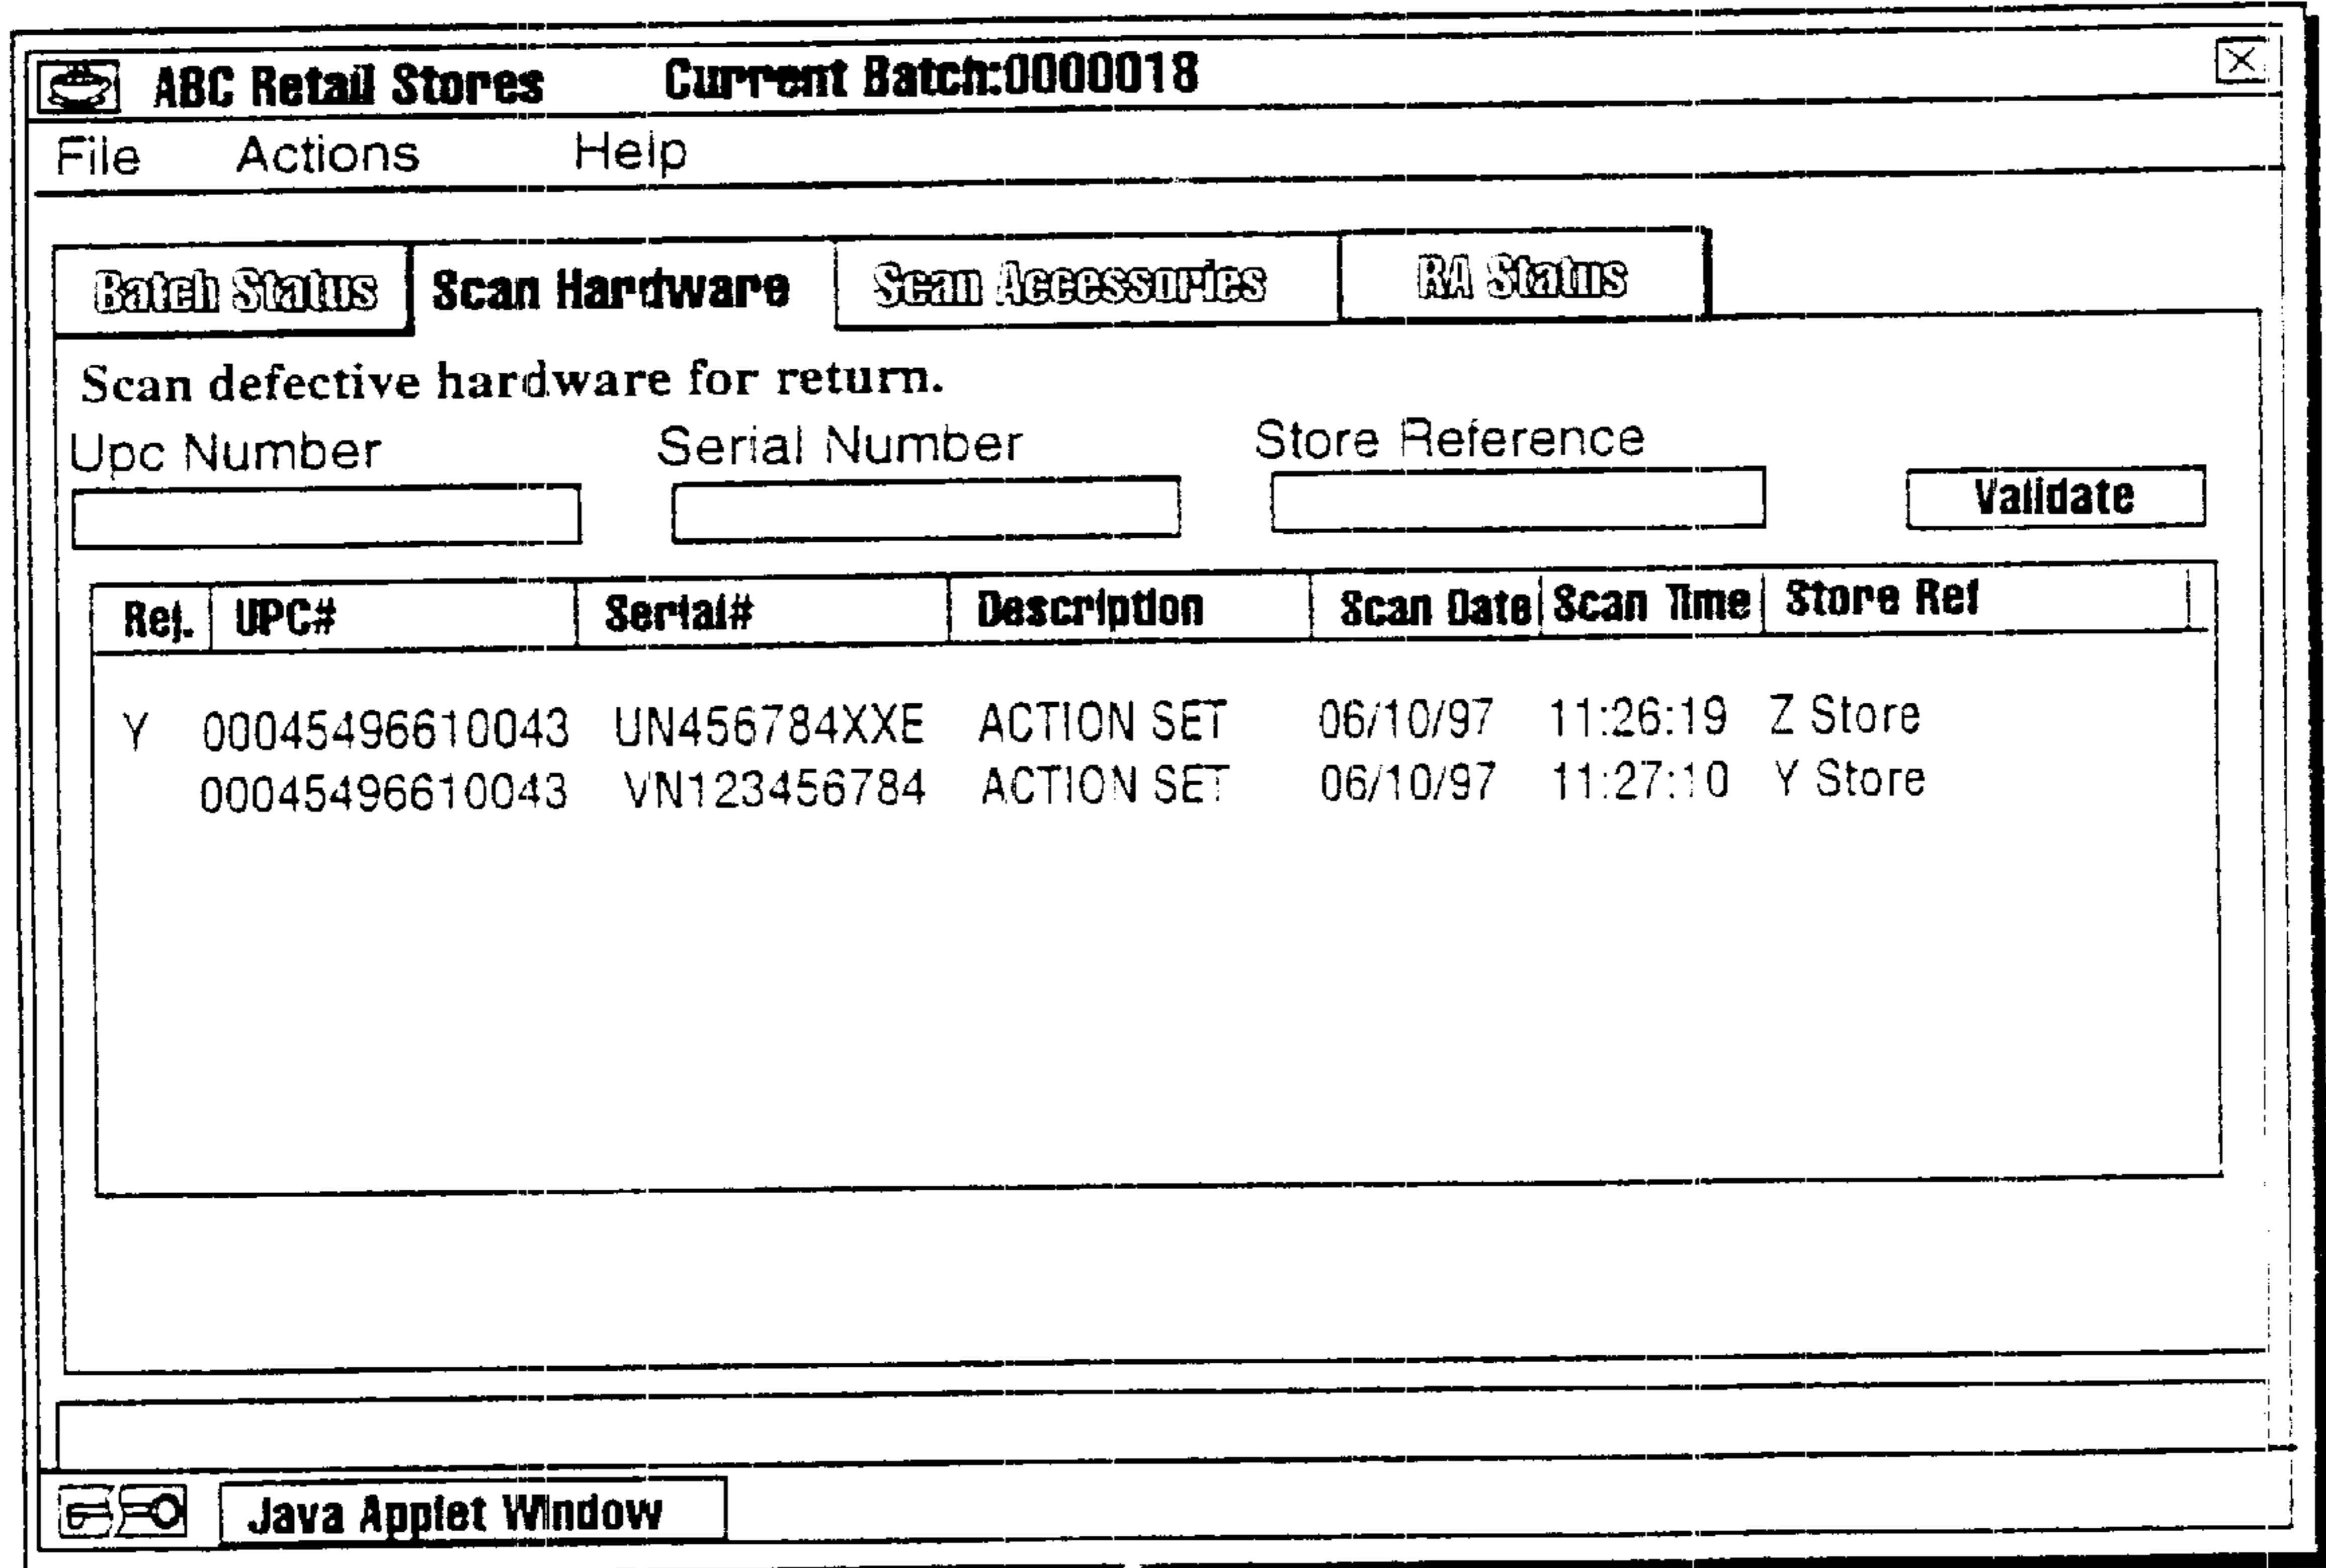 ABC Retail Stores Current Batch:0000018
File Actions Help
Batch Status Scan Hardware Scan Accessories RA Status
Scan defective hardware for return.
Upc Number Serial Number Store Reference
Validate
Rej. UPC# Serial# Description Scan Date Scan Time Store Ref
Y 00045496610043 UN456784XXE ACTION SET 06/10/97 11:26:19 Z Store
00045496610043 VN123456784 ACTION SET 06/10/97 11:27:10 Y Store
Java Applet Window